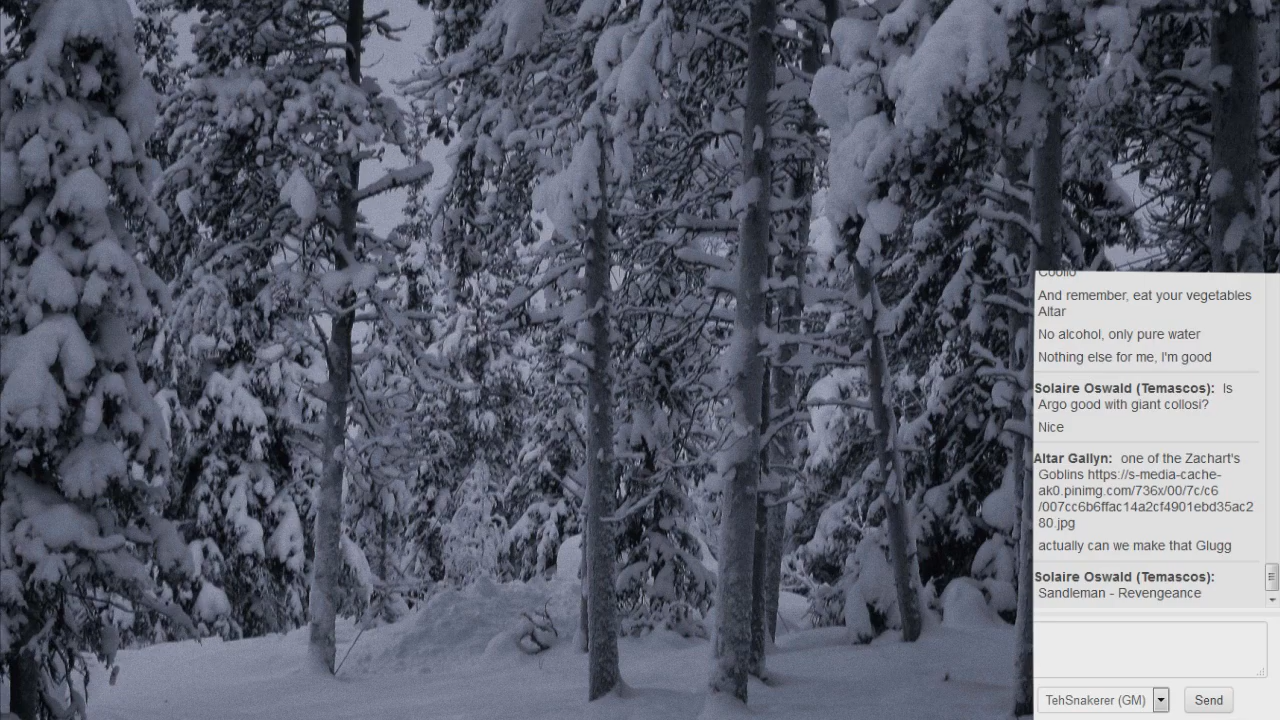 Coolio
And remember, eat your vegetables
Altar
No alcohol, only pure water
Nothing else for me, I'm good
Solaire Oswald (Temascos): Is
Argo good with giant collosi?
Nice
Altar Gallyn: one of the Zachart's
Goblins https://s-media-cache-
ak0.pinimg.com/736x/00/7c/c6
/007cc6b6ffac14a2cf4901ebd35ac2
80.jpg
actually can we make that Glugg
Solaire Oswald (Temascos):
Sandleman - Revengeance
TehSnakerer (GM)
Send